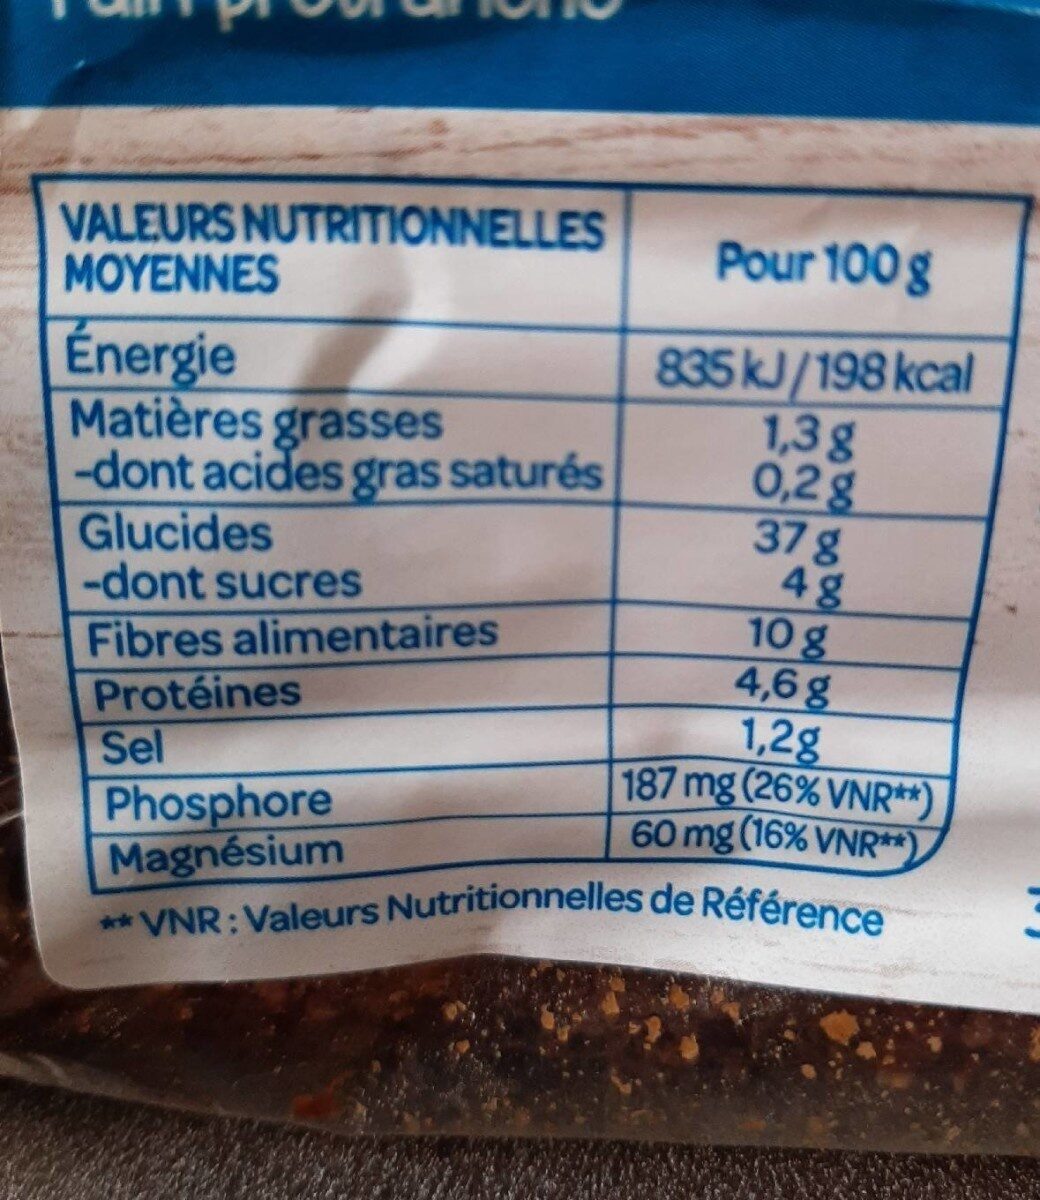 VALEURS NUTRITIONNELLES
MOYENNES
Pour 100 g
Énergie 835 kJ/198 kcal
Matières grasses 1,3 g
-dont acides gras saturés 0,2 g
Glucides 37 g
-dont sucres 4 g
Fibres alimentaires 10 g
Protéines 4,6 g
Sel 1,2g
Phosphore 187 mg (26% VNR**)
Magnésium 60 mg (16% VNR**)
** VNR : Valeurs Nutritionnelles de Référence